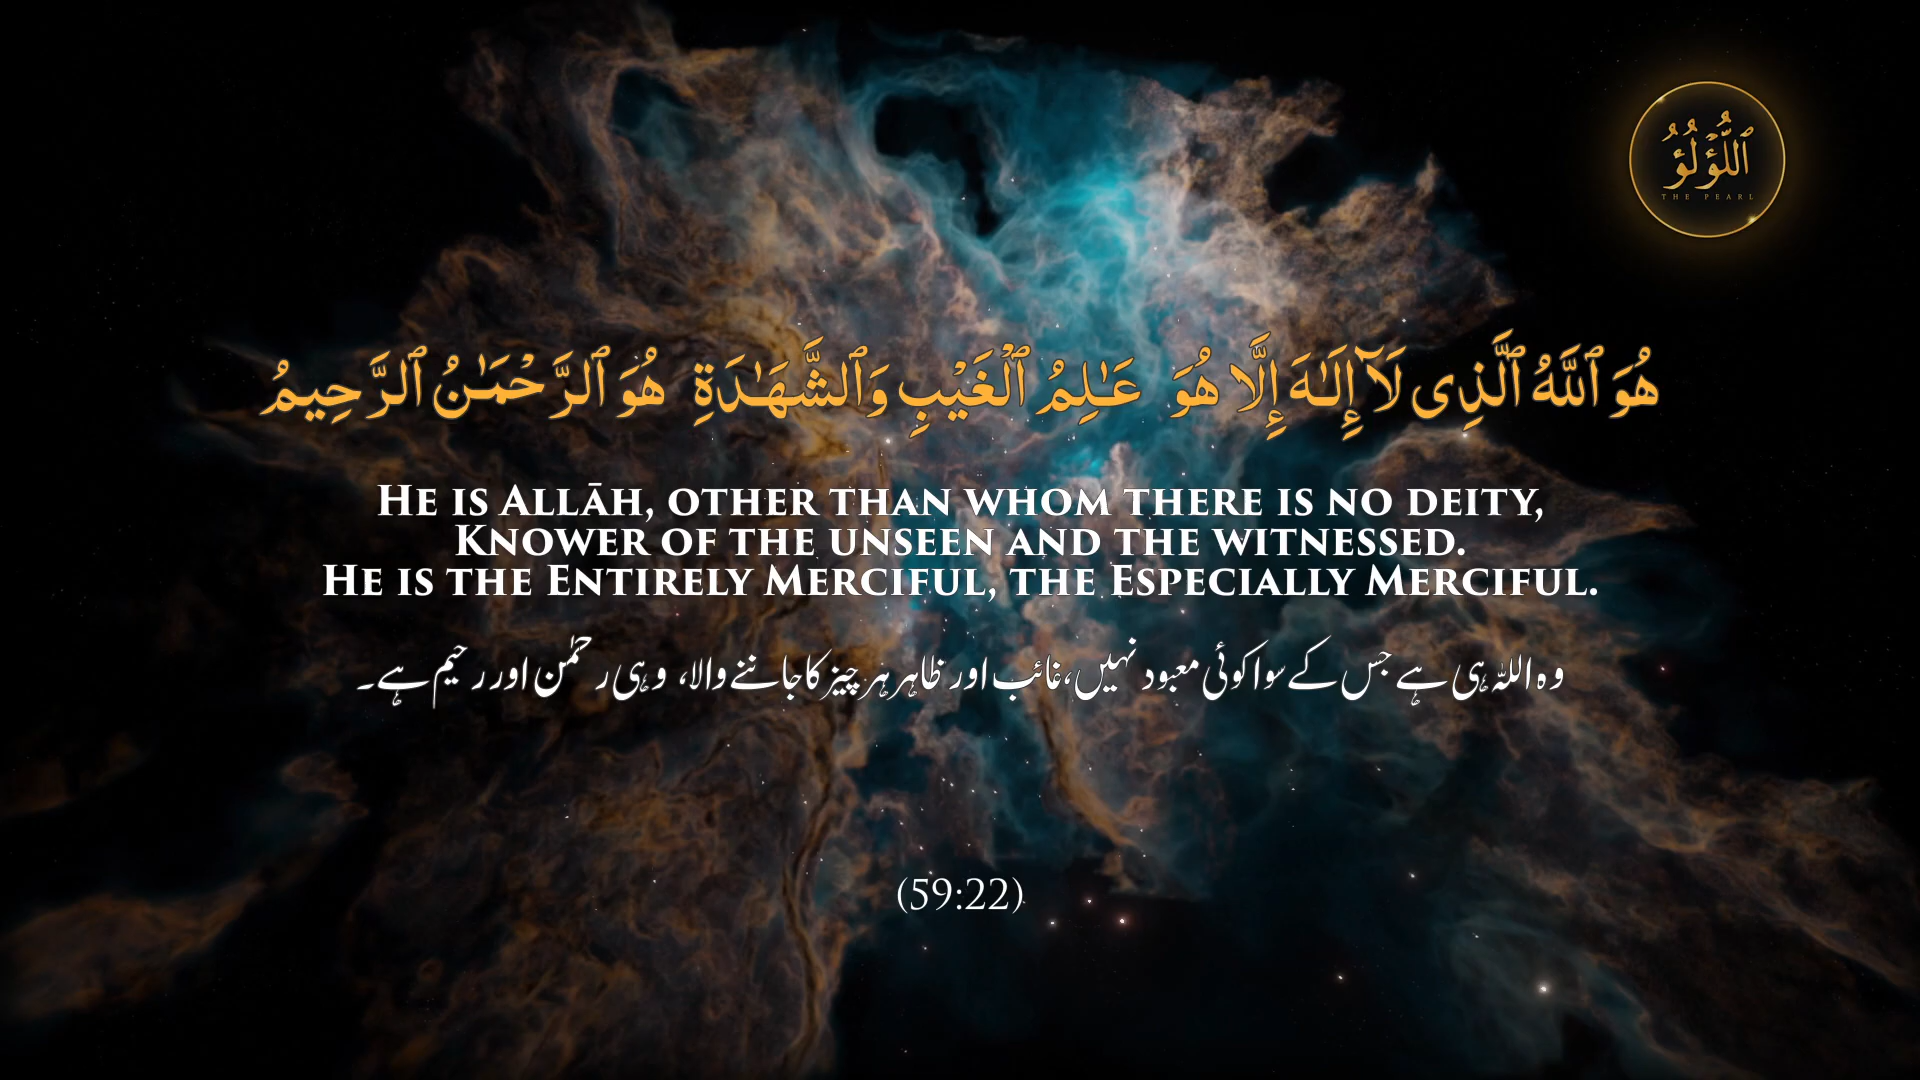 ٱللُّؤْلُؤُ
THE PEARL
هُوَ ٱللَّهُ ٱلَّذِى لَآ إِلَـٰهَ إِلَّا هُوَ عَـٰلِمُ ٱلْغَيْبِ وَٱلشَّهَـٰدَةِ هُوَ ٱلرَّحْمَـٰنُ ٱلرَّحِيمُ
He is Allāh, other than whom there is no deity,
Knower of the unseen and the witnessed.
He is the Entirely Merciful, the Especially Merciful.
وہ اللہ ہی ہے جس کے سوا کوئی معبود نہیں، غائب اور ظاہر ہر چیز کا جاننے والا، وہی رحمٰن اور رحیم ہے۔
(59:22)